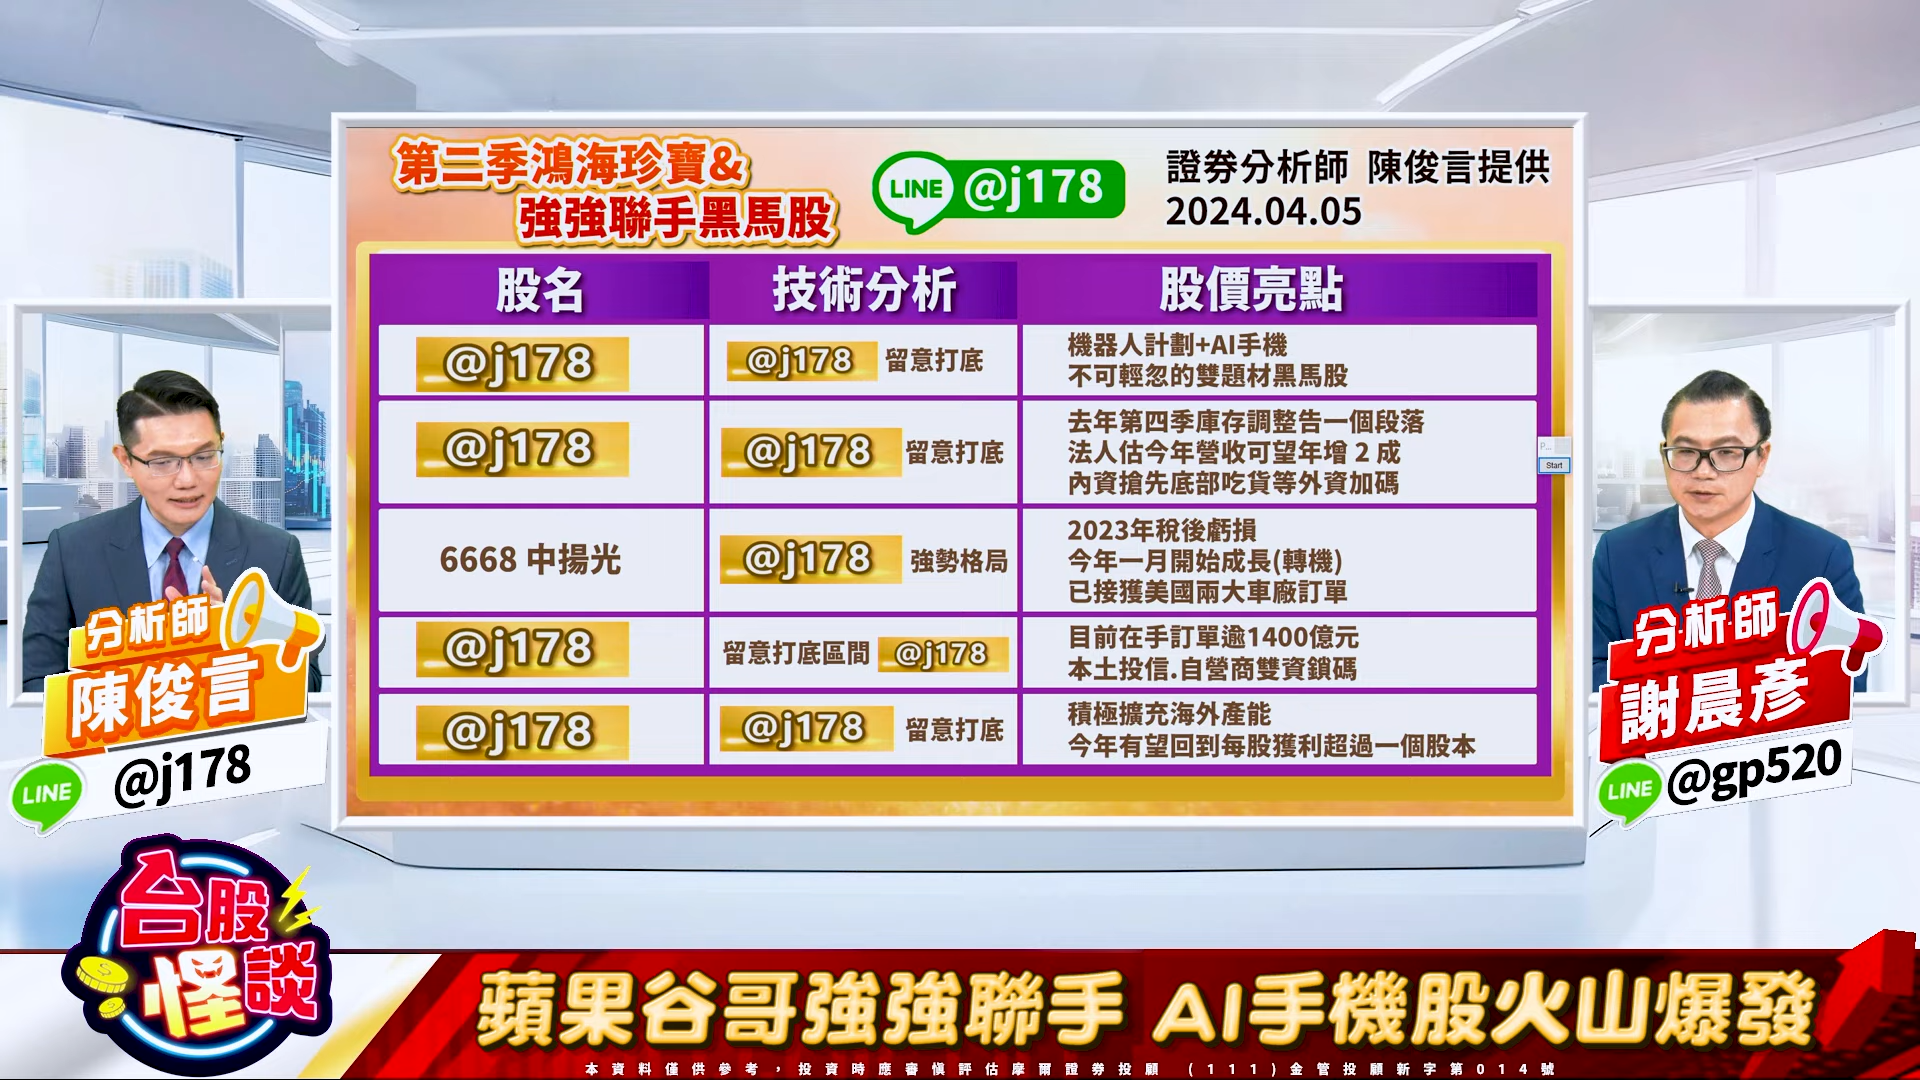 第二季鴻海珍寶&
強強聯手黑馬股
LINE @j178
證券分析師 陳俊言提供
2024.04.05
股名 技術分析 股價亮點
@j178 @j178 留意打底 機器人計劃+AI手機
不可輕忽的雙題材黑馬股
@j178 @j178 留意打底 去年第四季庫存調整告一個段落
法人估今年營收可望年增 2 成
內資搶先底部吃貨等外資加碼
6668 中揚光 @j178 強勢格局 2023年稅後虧損
今年一月開始成長(轉機)
已接獲美國兩大車廠訂單
@j178 留意打底區間 @j178 目前在手訂單逾1400億元
本土投信.自營商雙資鎖碼
@j178 @j178 留意打底 積極擴充海外產能
今年有望回到每股獲利超過一個股本
P...
Start
分析師
陳俊言
LINE @j178
分析師
謝晨彥
LINE @gp520
台股
怪談
蘋果谷哥強強聯手 AI手機股火山爆發
本資料僅供參考，投資時應審慎評估摩爾證券投顧 (111)金管投顧新字第014號